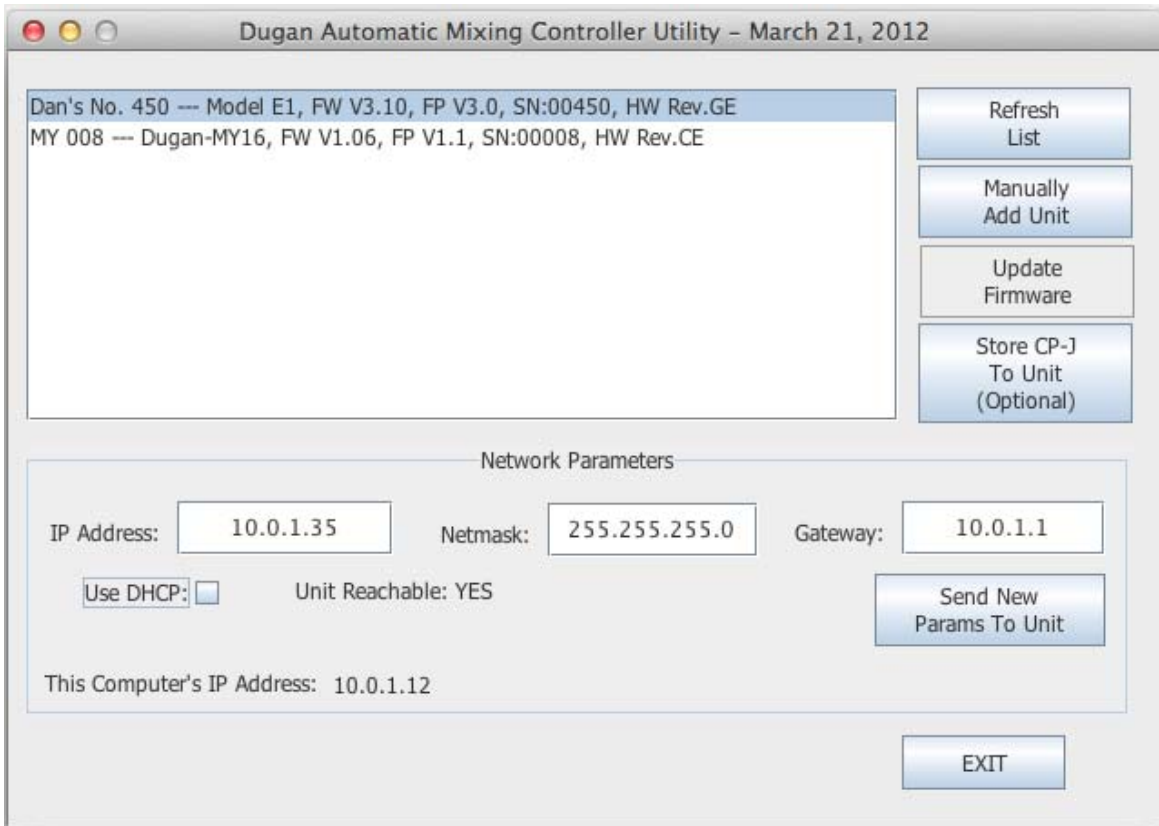 Dugan Automatic Mixing Controller Utility – March 21, 2012
Dan's No. 450 --- Model E1, FW V3.10, FP V3.0, SN:00450, HW Rev.GE
MY 008 --- Dugan-MY16, FW V1.06, FP V1.1, SN:00008, HW Rev.CE
Refresh
List
Manually
Add Unit
Update
Firmware
Store CP-J
To Unit
(Optional)
Network Parameters
IP Address: 10.0.1.35 Netmask: 255.255.255.0 Gateway: 10.0.1.1
Use DHCP: Unit Reachable: YES
Send New
Params To Unit
This Computer's IP Address: 10.0.1.12
EXIT